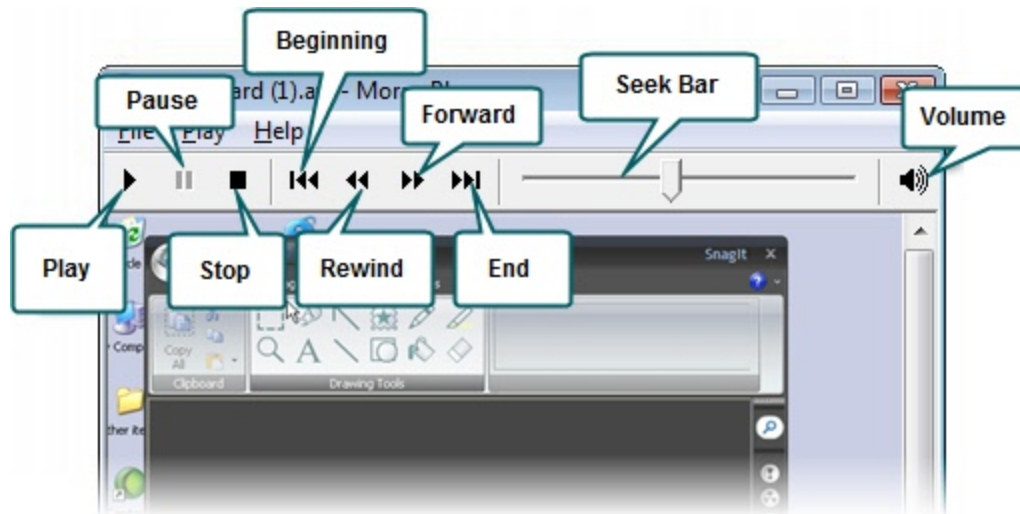 Beginning
Seek Bar
Pause
Forward
Volume
File Play Help
Play
Stop
Rewind
End
SnagIt
Copy
All
Clipboard
Drawing Tools